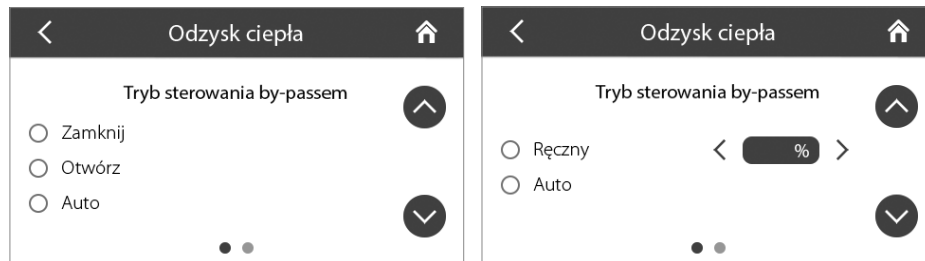 Odzysk ciepła
Tryb sterowania by-passem
Zamknij
Otwórz
Auto
Odzysk ciepła
Tryb sterowania by-passem
Ręczny %
Auto